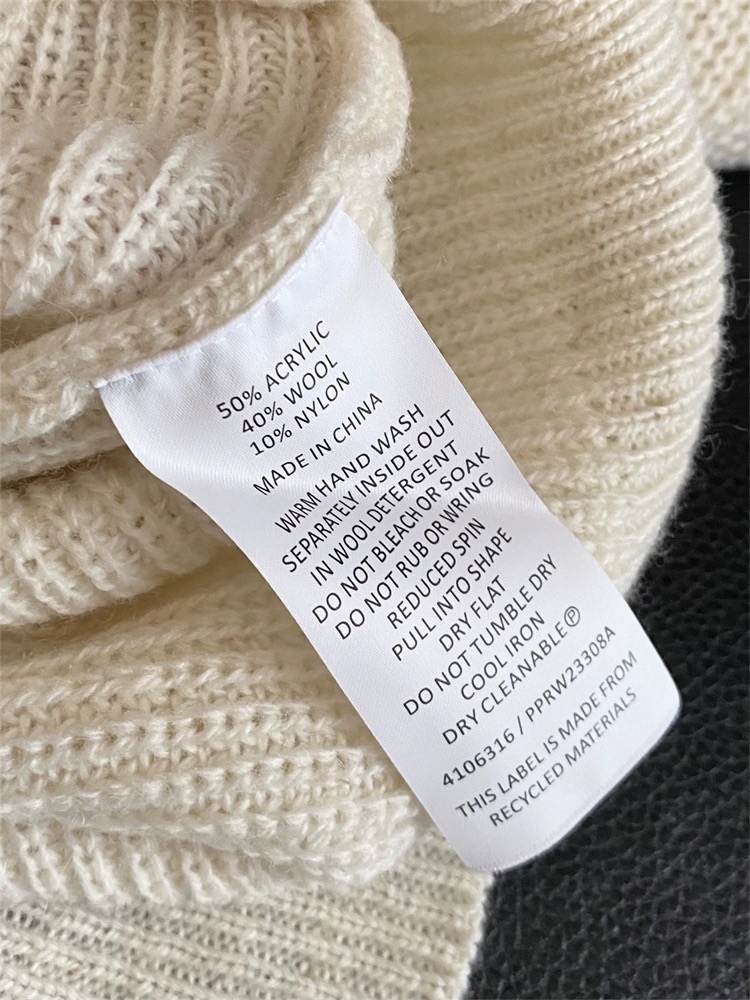 50% ACRYLIC
40% WOOL
10% NYLON
MADE IN CHINA
WARM HAND WASH
SEPARATELY INSIDE OUT
IN WOOL DETERGENT
DO NOT BLEACH OR SOAK
DO NOT RUB OR WRING
REDUCED SPIN
PULL INTO SHAPE
DRY FLAT
DO NOT TUMBLE DRY
COOL IRON
DRY CLEANABLE Ⓟ
4106316 / PPRW23308A
THIS LABEL IS MADE FROM
RECYCLED MATERIALS